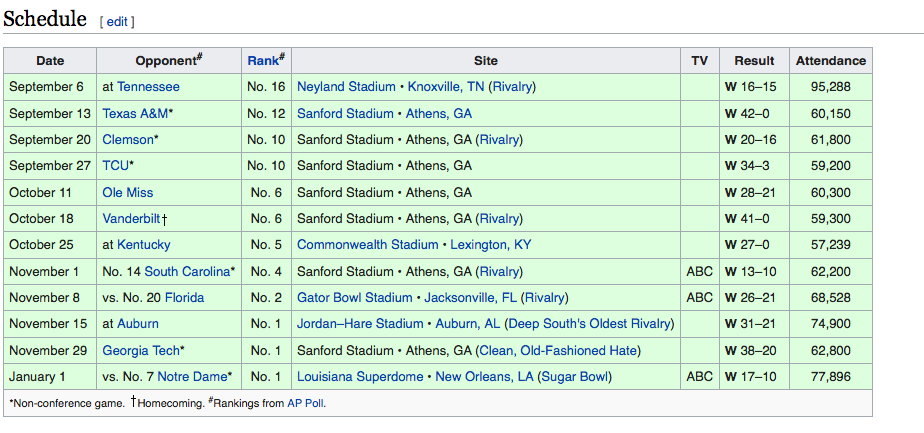 Schedule [ edit ]
Date Opponent# Rank# Site TV Result Attendance
September 6 at Tennessee No. 16 Neyland Stadium • Knoxville, TN (Rivalry) W 16–15 95,288
September 13 Texas A&M* No. 12 Sanford Stadium • Athens, GA W 42–0 60,150
September 20 Clemson* No. 10 Sanford Stadium • Athens, GA (Rivalry) W 20–16 61,800
September 27 TCU* No. 10 Sanford Stadium • Athens, GA W 34–3 59,200
October 11 Ole Miss No. 6 Sanford Stadium • Athens, GA W 28–21 60,300
October 18 Vanderbilt† No. 6 Sanford Stadium • Athens, GA (Rivalry) W 41–0 59,300
October 25 at Kentucky No. 5 Commonwealth Stadium • Lexington, KY W 27–0 57,239
November 1 No. 14 South Carolina* No. 4 Sanford Stadium • Athens, GA (Rivalry) ABC W 13–10 62,200
November 8 vs. No. 20 Florida No. 2 Gator Bowl Stadium • Jacksonville, FL (Rivalry) ABC W 26–21 68,528
November 15 at Auburn No. 1 Jordan–Hare Stadium • Auburn, AL (Deep South's Oldest Rivalry) W 31–21 74,900
November 29 Georgia Tech* No. 1 Sanford Stadium • Athens, GA (Clean, Old-Fashioned Hate) W 38–20 62,800
January 1 vs. No. 7 Notre Dame* No. 1 Louisiana Superdome • New Orleans, LA (Sugar Bowl) ABC W 17–10 77,896
*Non-conference game. †Homecoming. #Rankings from AP Poll.